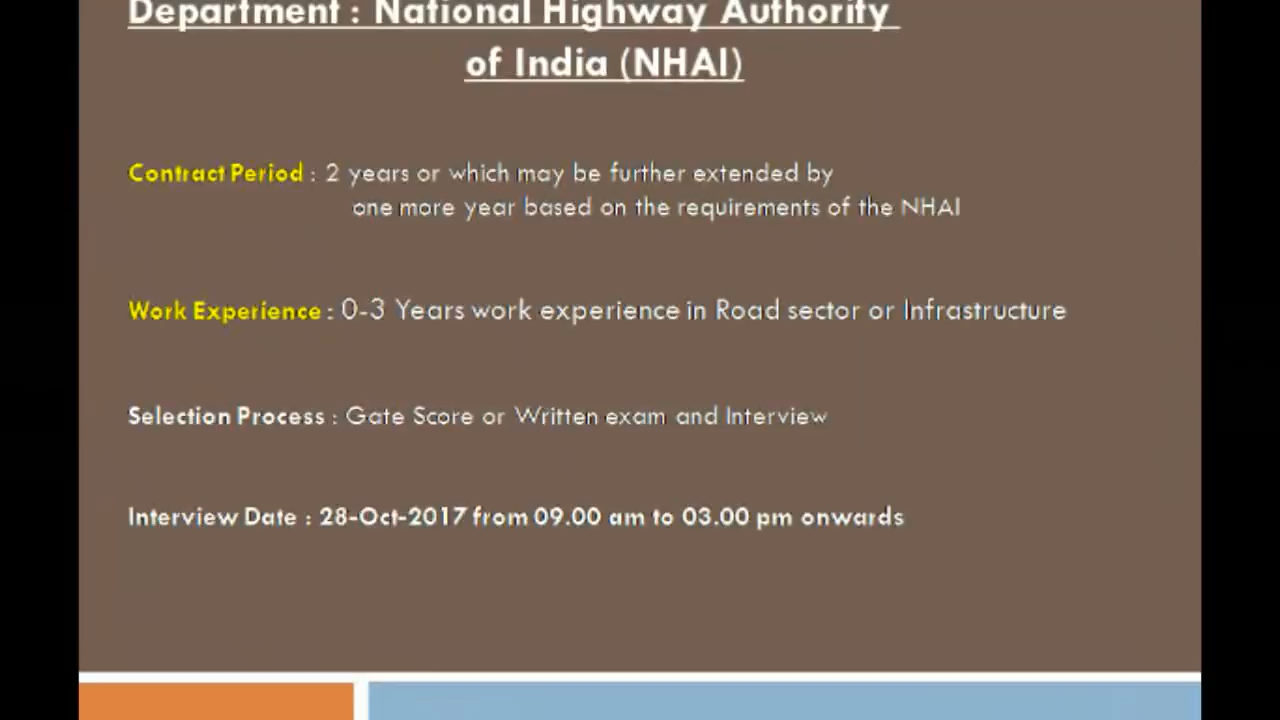 Department : National Highway Authority
of India (NHAI)
Contract Period : 2 years or which may be further extended by
one more year based on the requirements of the NHAI
Work Experience : 0-3 Years work experience in Road sector or Infrastructure
Selection Process : Gate Score or Written exam and Interview
Interview Date : 28-Oct-2017 from 09.00 am to 03.00 pm onwards